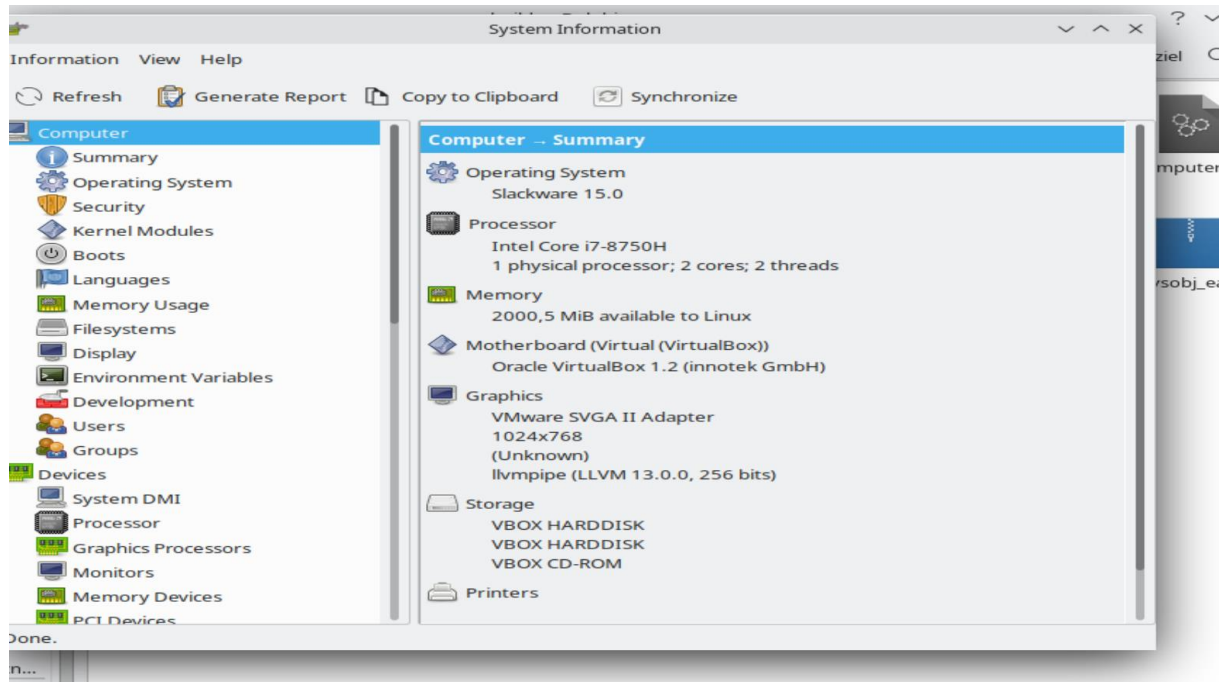 System Information
?
Information View Help
ziel
Refresh Generate Report Copy to Clipboard Synchronize
Computer
Summary
Operating System
Security
Kernel Modules
Boots
Languages
Memory Usage
Filesystems
Display
Environment Variables
Development
Users
Groups
Devices
System DMI
Processor
Graphics Processors
Monitors
Memory Devices
PCI Devices
Computer → Summary
Operating System
Slackware 15.0
Processor
Intel Core i7-8750H
1 physical processor; 2 cores; 2 threads
Memory
2000,5 MiB available to Linux
Motherboard (Virtual (VirtualBox))
Oracle VirtualBox 1.2 (innotek GmbH)
Graphics
VMware SVGA II Adapter
1024x768
(Unknown)
llvmpipe (LLVM 13.0.0, 256 bits)
Storage
VBOX HARDDISK
VBOX HARDDISK
VBOX CD-ROM
Printers
mputer
Done.
n...